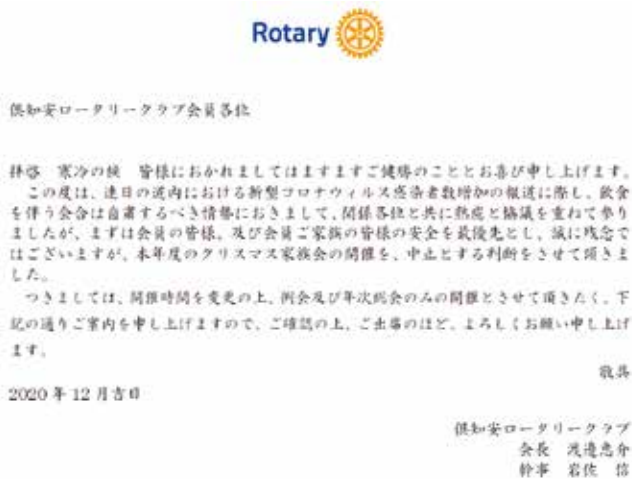 Rotary
倶知安ロータリークラブ会員各位
拝啓　寒冷の候　皆様におかれましてはますますご健勝のこととお喜び申し上げます。
この度は、連日の道内における新型コロナウィルス感染者数増加の報道に際し、飲食
を伴う会合は自粛するべき情勢におきまして、関係各位と共に熟慮と協議を重ねて参り
ましたが、まずは会員の皆様、及び会員ご家族の皆様の安全を最優先とし、誠に残念で
はございますが、本年度のクリスマス家族会の開催を、中止とする判断をさせて頂きま
した。
つきましては、開催時間を変更の上、例会及び年次総会のみの開催とさせて頂きたく、下
記の通りご案内を申し上げますので、ご確認の上、ご出席のほど、よろしくお願い申し上げ
ます。
敬具
2020 年 12 月吉日
倶知安ロータリークラブ
会長　渡邉恵介
幹事　岩佐　信